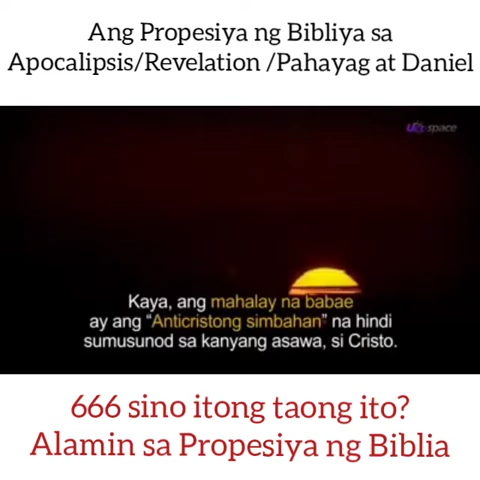 Ang Propesiya ng Bibliya sa
Apocalipsis/Revelation /Pahayag at Daniel
space
Kaya, ang mahalay na babae
ay ang “Anticristong simbahan” na hindi
sumusunod sa kanyang asawa, si Cristo.
666 sino itong taong ito?
Alamin sa Propesiya ng Biblia